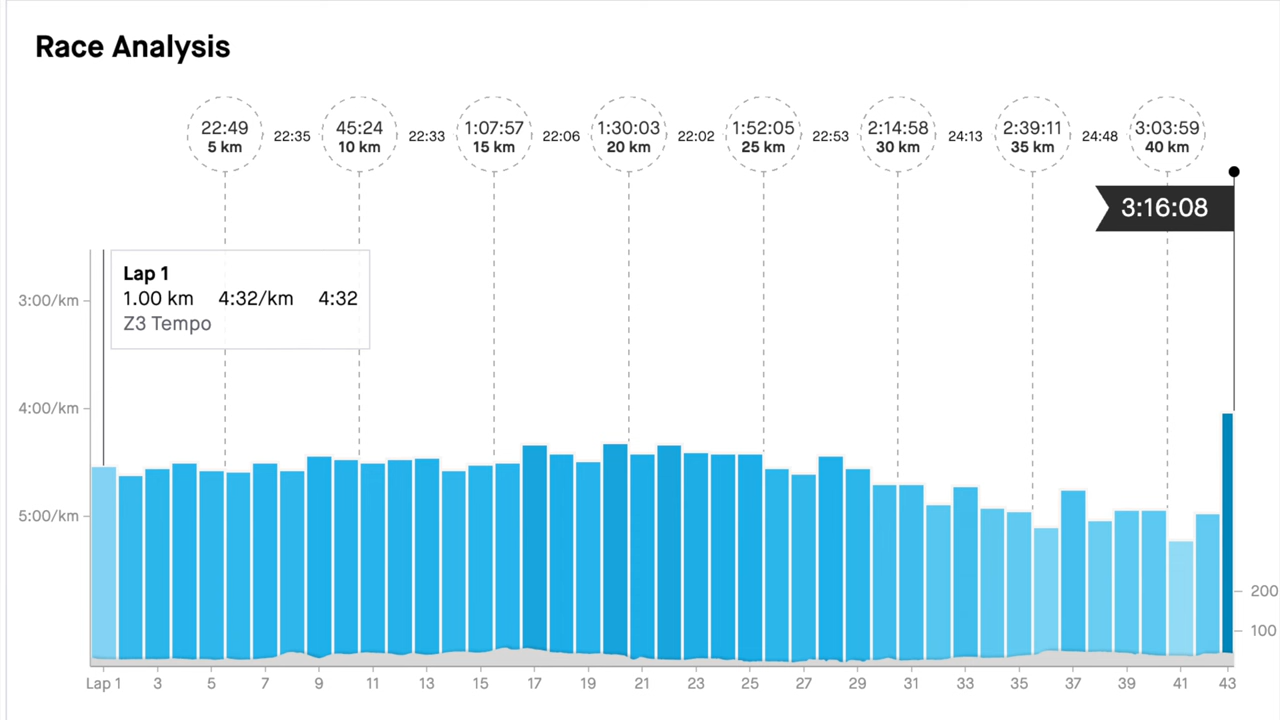 Race Analysis
22:49 22:35 45:24 22:33 1:07:57 22:06 1:30:03 22:02 1:52:05 22:53 2:14:58 24:13 2:39:11 24:48 3:03:59
5 km 10 km 15 km 20 km 25 km 30 km 35 km 40 km
3:16:08
Lap 1
1.00 km 4:32/km 4:32
Z3 Tempo
3:00/km
4:00/km
5:00/km
200
100
Lap 1 3 5 7 9 11 13 15 17 19 21 23 25 27 29 31 33 35 37 39 41 43